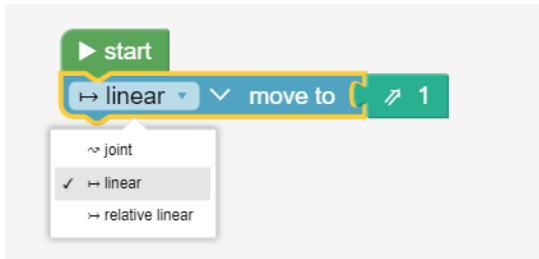 start
linear move to 1
joint
✓ linear
relative linear